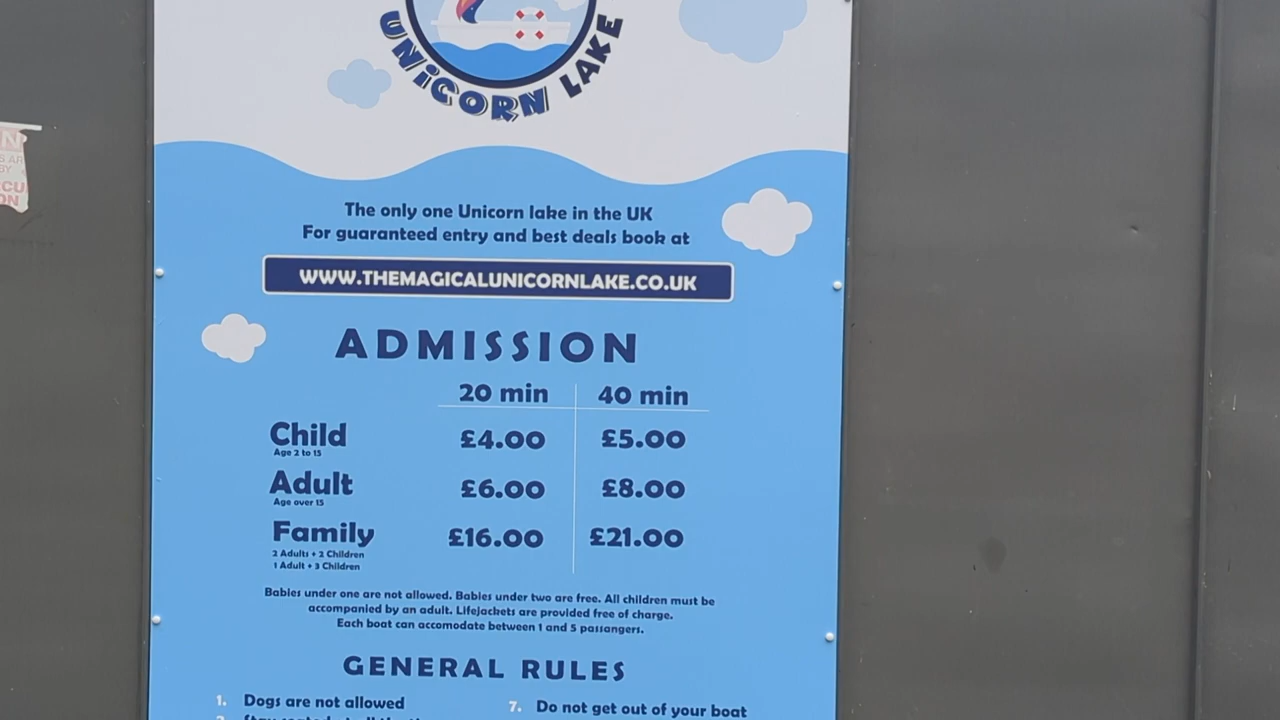 UNiCORN LAKE
The only one Unicorn lake in the UK
For guaranteed entry and best deals book at
WWW.THEMAGICALUNICORNLAKE.CO.UK
ADMISSION
20 min 40 min
Child £4.00 £5.00
Age 2 to 15
Adult £6.00 £8.00
Age over 15
Family £16.00 £21.00
2 Adults + 2 Children
1 Adult + 3 Children
Babies under one are not allowed. Babies under two are free. All children must be
accompanied by an adult. Lifejackets are provided free of charge.
Each boat can accomodate between 1 and 5 passangers.
GENERAL RULES
1. Dogs are not allowed
7. Do not get out of your boat